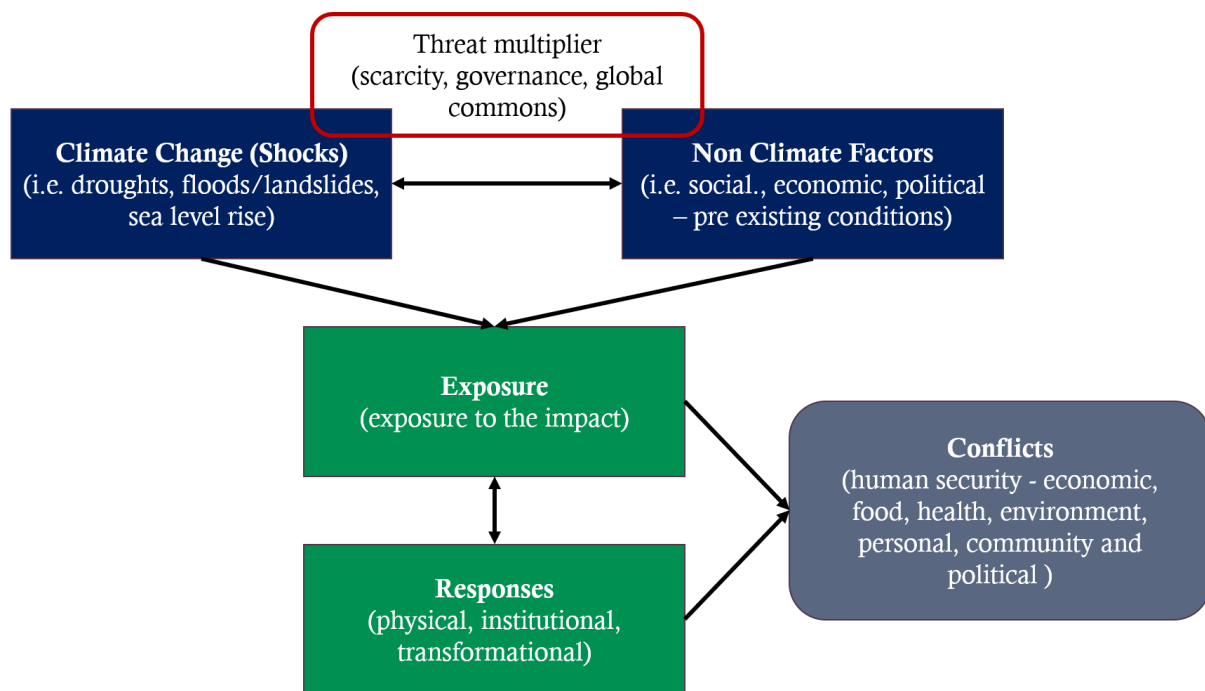 Threat multiplier
(scarcity, governance, global
commons)
Climate Change (Shocks)
(i.e. droughts, floods/landslides,
sea level rise)
Non Climate Factors
(i.e. social., economic, political
– pre existing conditions)
Exposure
(exposure to the impact)
Conflicts
(human security - economic,
food, health, environment,
personal, community and
political )
Responses
(physical, institutional,
transformational)